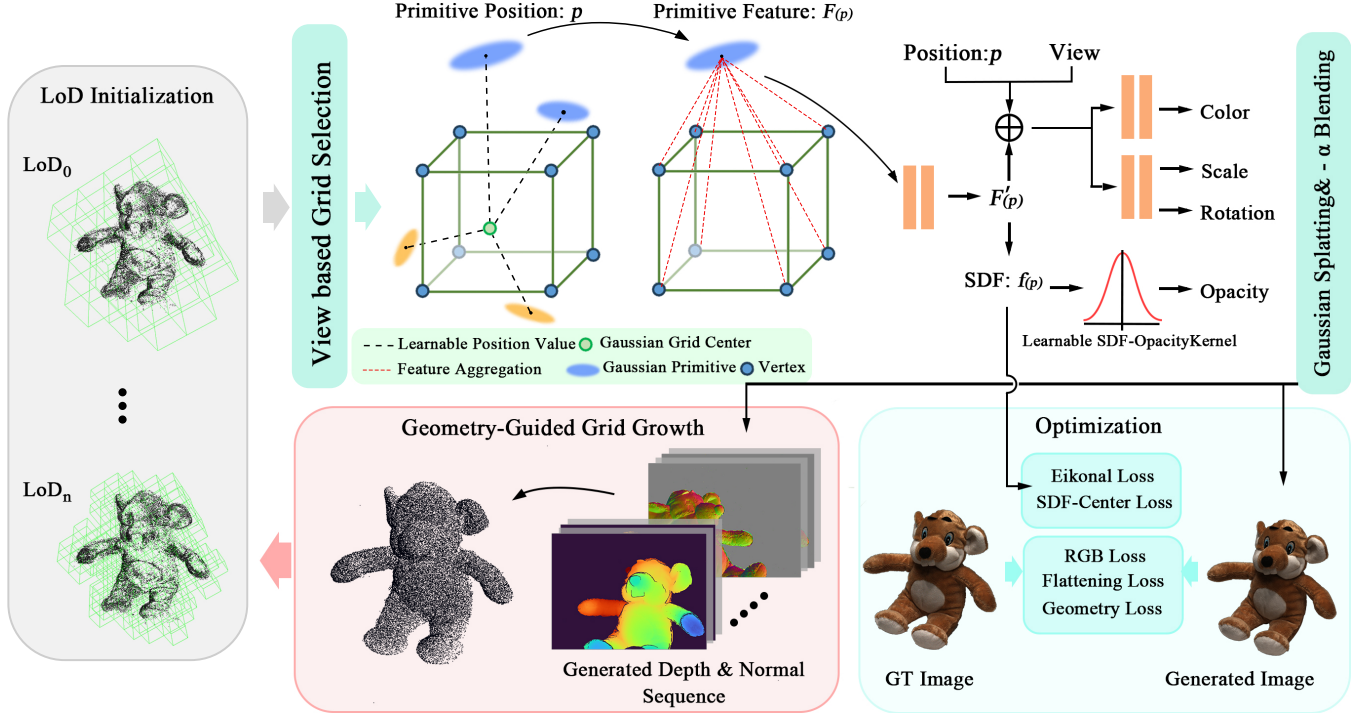 LoD Initialization
LoD0
LoDn
View based Grid Selection
Primitive Position: p
Primitive Feature: F(p)
Learnable Position Value
Gaussian Grid Center
Feature Aggregation
Gaussian Primitive
Vertex
Position:p
View
F′(p)
Color
Scale
Rotation
SDF: f(p)
Opacity
Learnable SDF-OpacityKernel
Gaussian Splatting& - α Blending
Geometry-Guided Grid Growth
Generated Depth & Normal
Sequence
Optimization
Eikonal Loss
SDF-Center Loss
RGB Loss
Flattening Loss
Geometry Loss
GT Image
Generated Image